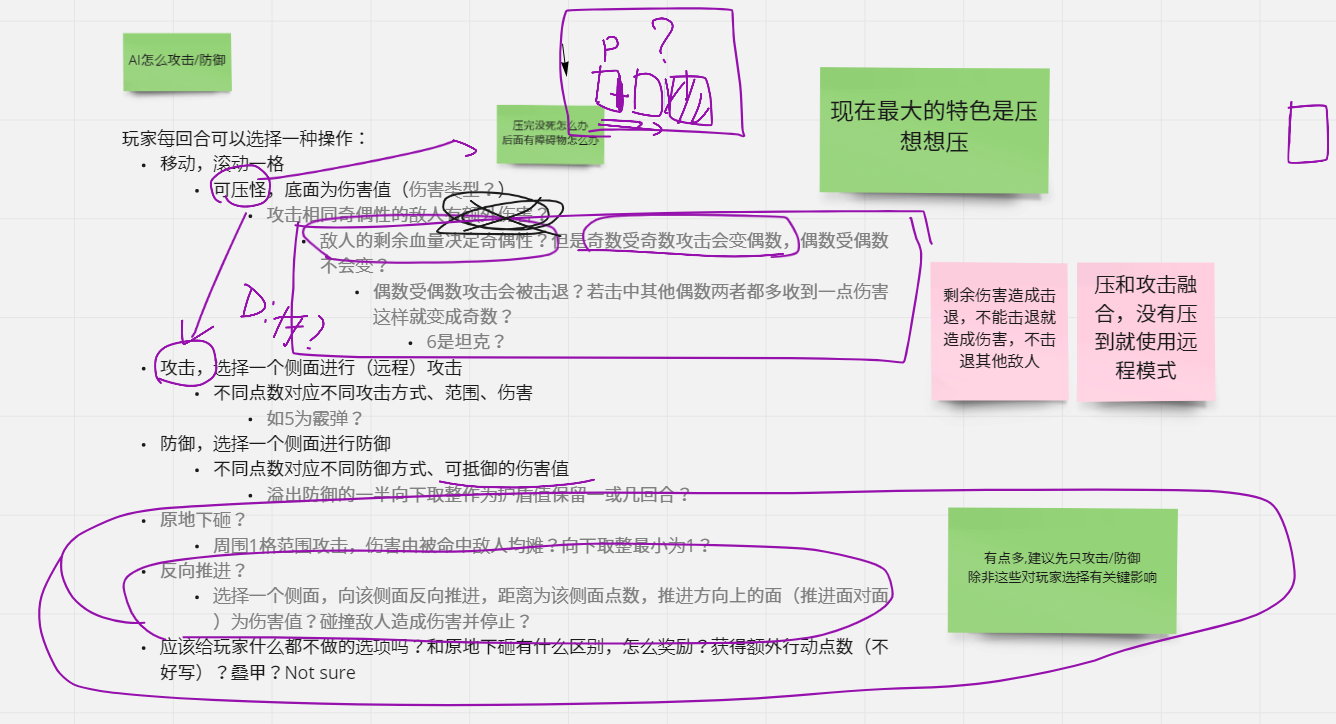 AI怎么攻击/防御
P
?
压完没死怎么办
后面有障碍物怎么办
现在最大的特色是压
想想压
玩家每回合可以选择一种操作：
移动，滚动一格
可压怪，底面为伤害值（伤害类型？）
攻击相同奇偶性的敌人有额外伤害？
敌人的剩余血量决定奇偶性？但是奇数受奇数攻击会变偶数，偶数受偶数
不会变？
偶数受偶数攻击会被击退？若击中其他偶数两者都多收到一点伤害
这样就变成奇数？
6是坦克？
剩余伤害造成击
退，不能击退就
造成伤害，不击
退其他敌人
压和攻击融
合，没有压
到就使用远
程模式
攻击，选择一个侧面进行（远程）攻击
不同点数对应不同攻击方式、范围、伤害
如5为霰弹？
防御，选择一个侧面进行防御
不同点数对应不同防御方式、可抵御的伤害值
溢出防御的一半向下取整作为护盾值保留一或几回合？
原地下砸？
周围1格范围攻击，伤害由被命中敌人均摊？向下取整最小为1？
反向推进？
选择一个侧面，向该侧面反向推进，距离为该侧面点数，推进方向上的面（推进面对面
）为伤害值？碰撞敌人造成伤害并停止？
应该给玩家什么都不做的选项吗？和原地下砸有什么区别，怎么奖励？获得额外行动点数（不
好写）？叠甲？Not sure
有点多,建议先只攻击/防御
除非这些对玩家选择有关键影响